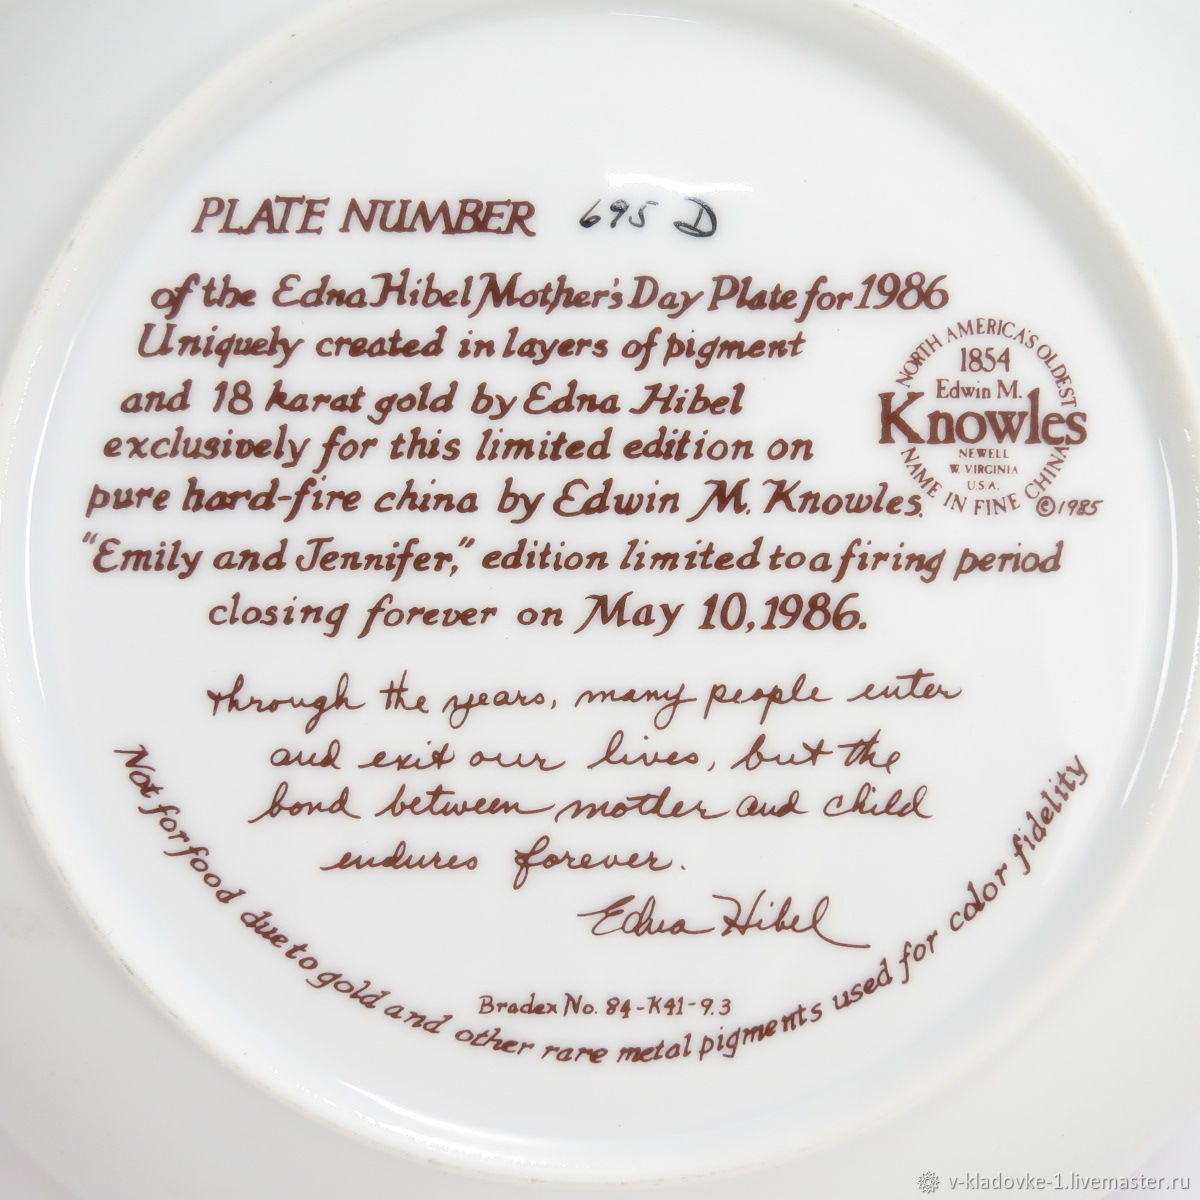 PLATE NUMBER 695 D
of the Edna Hibel Mother's Day Plate for 1986
Uniquely created in layers of pigment
and 18 karat gold by Edna Hibel
exclusively for this limited edition on
pure hard-fire china by Edwin M. Knowles.
"Emily and Jennifer," edition limited to a firing period
closing forever on May 10, 1986.
NORTH AMERICA'S OLDEST
1854
Edwin M.
Knowles
NEWELL
W. VIRGINIA
U.S.A.
NAME IN FINE CHINA
©1985
Through the years, many people enter
and exit our lives, but the
bond between mother and child
endures forever.
Edna Hibel
Bradex No. 84-K41-9.3
Not for food due to gold and other rare metal pigments used for color fidelity
v-kladovke-1.livemaster.ru